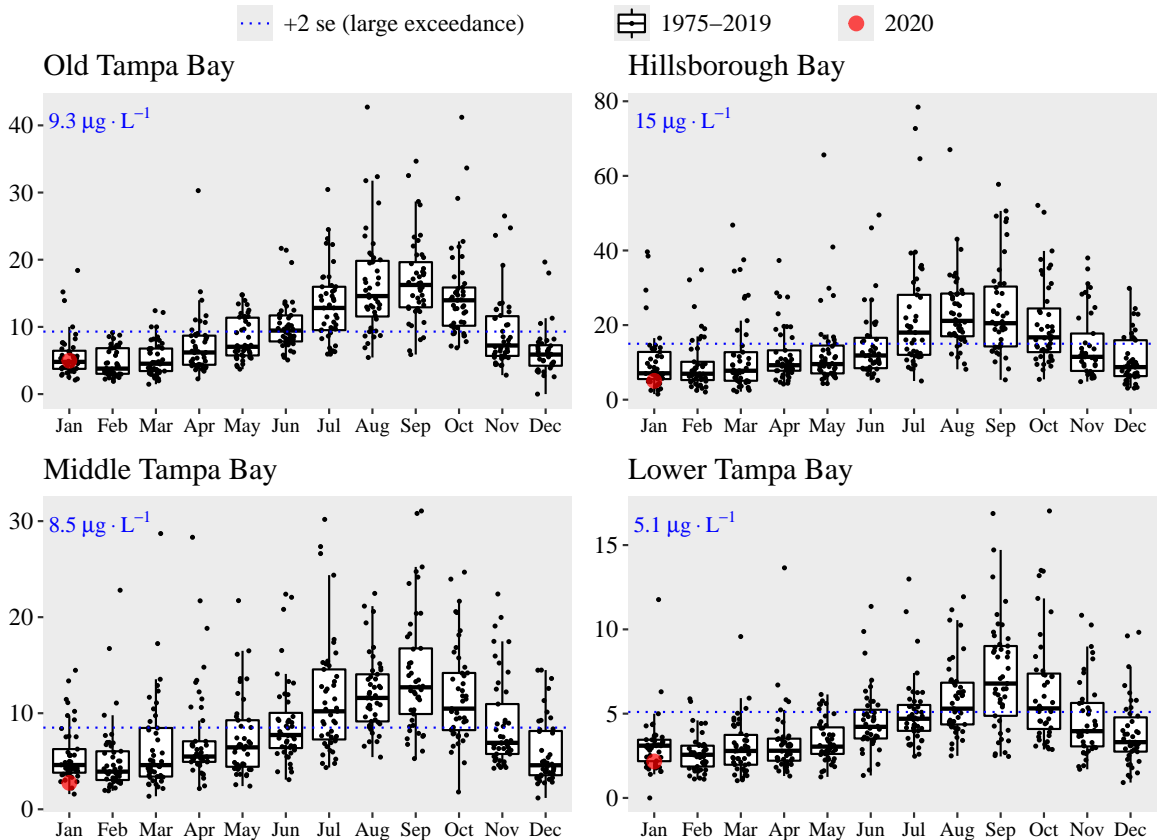 +2 se (large exceedance) 1975–2019 2020
Old Tampa Bay
9.3 μg · L⁻¹
40
30
20
10
0
Jan Feb Mar Apr May Jun Jul Aug Sep Oct Nov Dec
Hillsborough Bay
15 μg · L⁻¹
80
60
40
20
0
Jan Feb Mar Apr May Jun Jul Aug Sep Oct Nov Dec
Middle Tampa Bay
8.5 μg · L⁻¹
30
20
10
0
Jan Feb Mar Apr May Jun Jul Aug Sep Oct Nov Dec
Lower Tampa Bay
5.1 μg · L⁻¹
15
10
5
0
Jan Feb Mar Apr May Jun Jul Aug Sep Oct Nov Dec